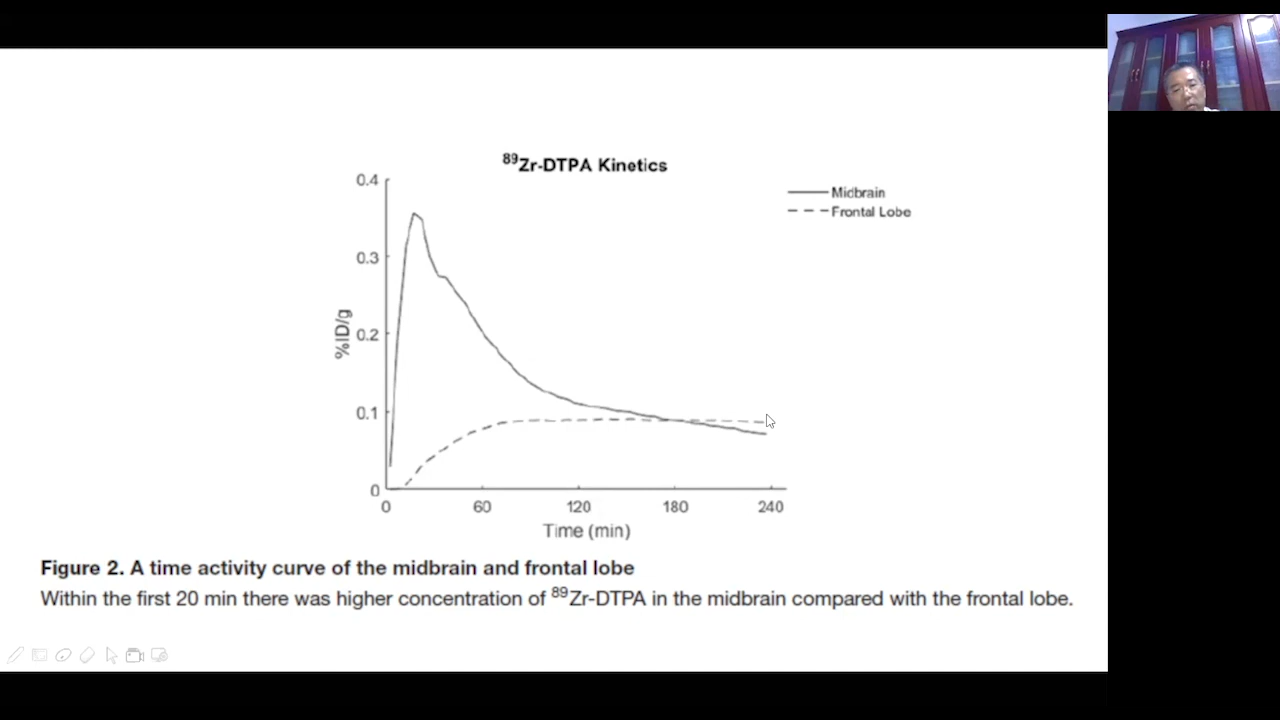 ⁸⁹Zr-DTPA Kinetics
Midbrain
Frontal Lobe
%ID/g
0.4
0.3
0.2
0.1
0
0 60 120 180 240
Time (min)
Figure 2. A time activity curve of the midbrain and frontal lobe
Within the first 20 min there was higher concentration of ⁸⁹Zr-DTPA in the midbrain compared with the frontal lobe.